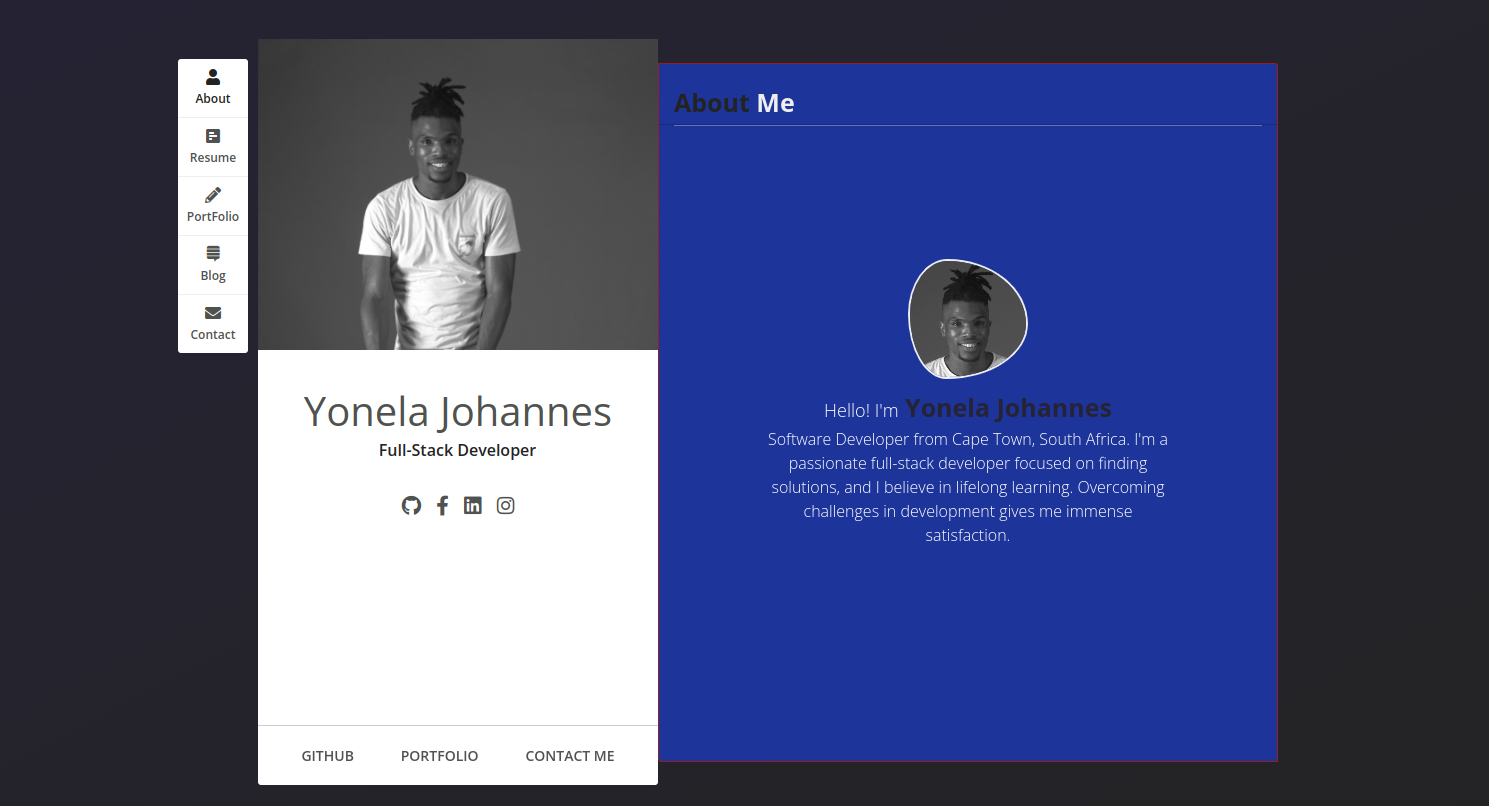 About
Resume
PortFolio
Blog
Contact
Yonela Johannes
Full-Stack Developer
GITHUB PORTFOLIO CONTACT ME
About Me
Hello! I'm Yonela Johannes
Software Developer from Cape Town, South Africa. I'm a
passionate full-stack developer focused on finding
solutions, and I believe in lifelong learning. Overcoming
challenges in development gives me immense
satisfaction.